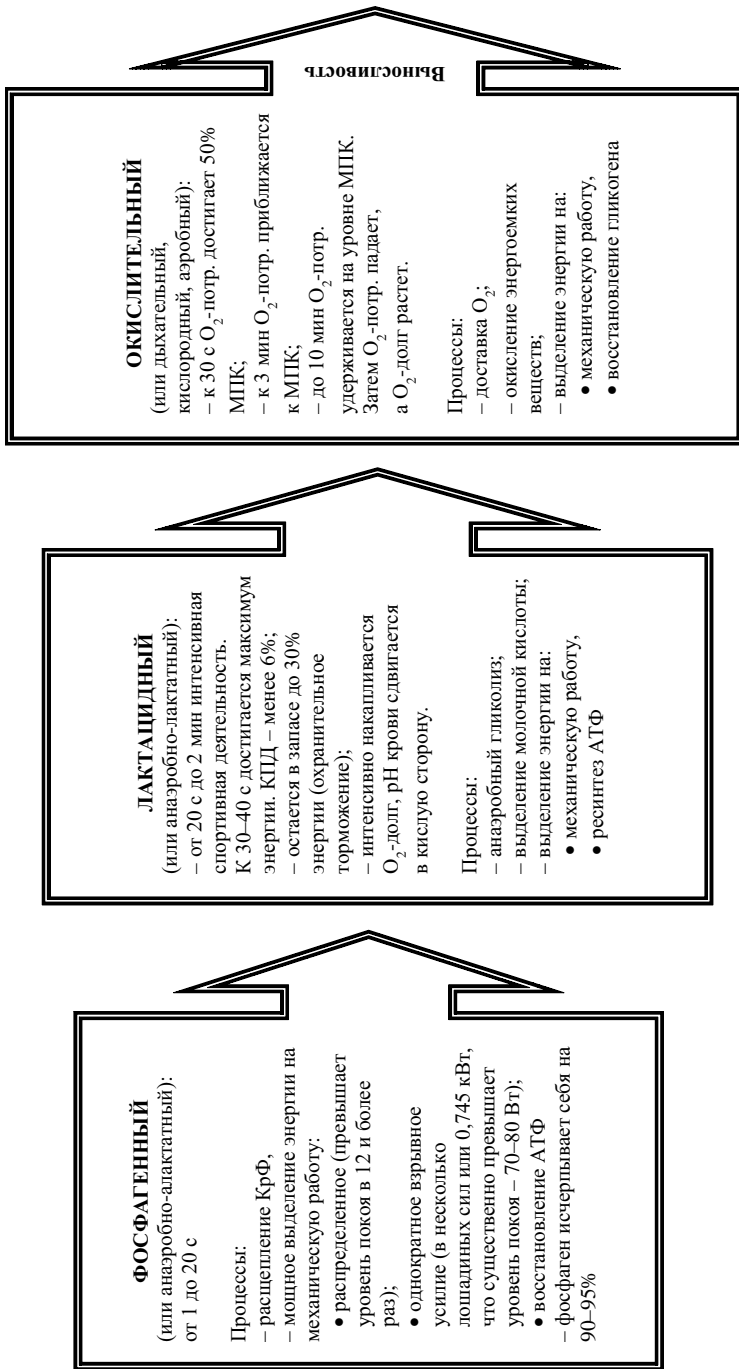 ФОСФАГЕННЫЙ
(или анаэробно-алактатный):
от 1 до 20 с
Процессы:
– расщепление КрФ,
– мощное выделение энергии на
механическую работу:
• распределенное (превышает
уровень покоя в 12 и более
раз);
• однократное взрывное
усилие (в несколько
лошадиных сил или 0,745 кВт,
что существенно превышает
уровень покоя – 70–80 Вт);
• восстановление АТФ
– фосфаген исчерпывает себя на
90–95%
ЛАКТАЦИДНЫЙ
(или анаэробно-лактатный):
– от 20 с до 2 мин интенсивная
спортивная деятельность.
К 30–40 с достигается максимум
энергии. КПД – менее 6%;
– остается в запасе до 30%
энергии (охранительное
торможение);
– интенсивно накапливается
O₂-долг, pH крови сдвигается
в кислую сторону.
Процессы:
– анаэробный гликолиз;
– выделение молочной кислоты;
– выделение энергии на:
• механическую работу,
• ресинтез АТФ
ОКИСЛИТЕЛЬНЫЙ
(или дыхательный,
кислородный, аэробный):
– к 30 с O₂-потр. достигает 50%
МПК;
– к 3 мин O₂-потр. приближается
к МПК;
– до 10 мин O₂-потр.
удерживается на уровне МПК.
Затем O₂-потр. падает,
а O₂-долг растет.
Процессы:
– доставка O₂;
– окисление энергоемких
веществ;
– выделение энергии на:
• механическую работу,
• восстановление гликогена
Выносливость